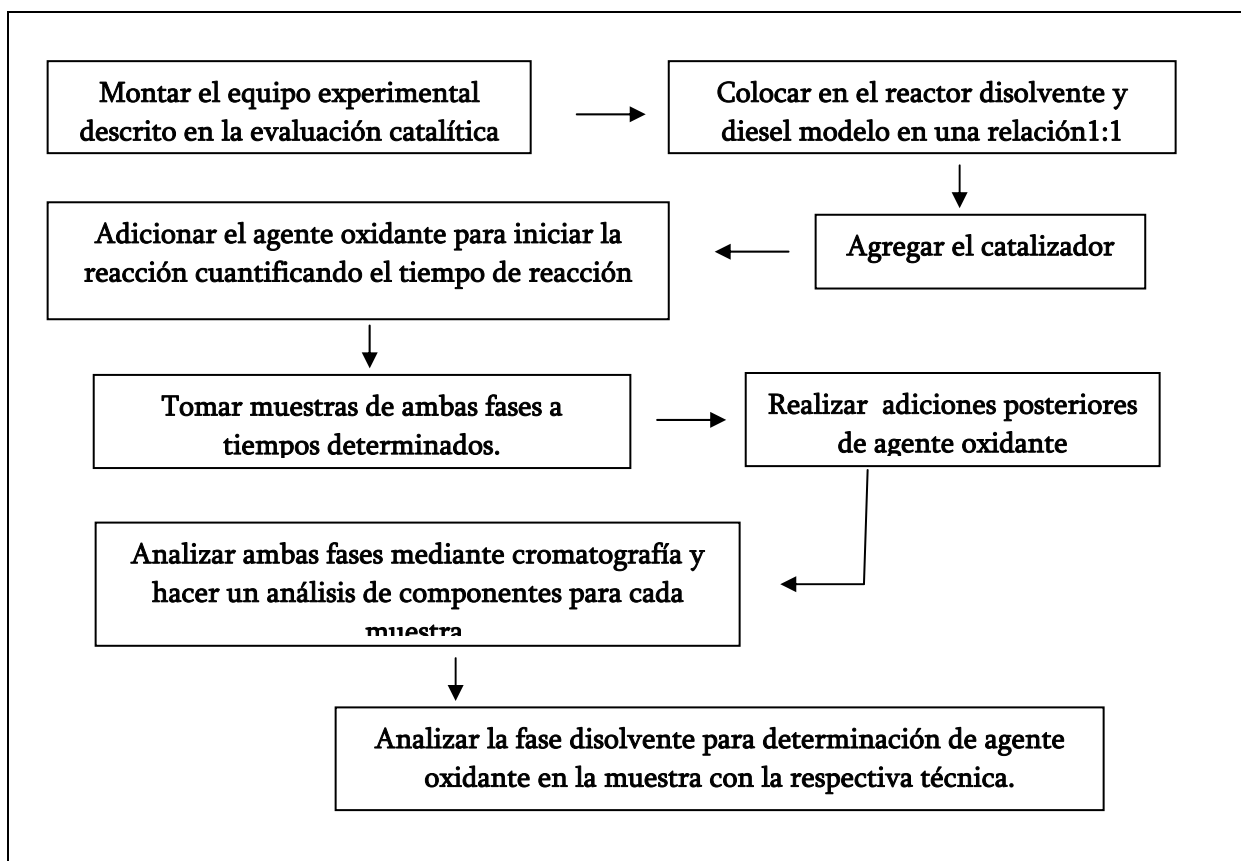 Montar el equipo experimental
descrito en la evaluación catalítica
Colocar en el reactor disolvente y
diesel modelo en una relación1:1
Agregar el catalizador
Adicionar el agente oxidante para iniciar la
reacción cuantificando el tiempo de reacción
Tomar muestras de ambas fases a
tiempos determinados.
Realizar  adiciones posteriores
de agente oxidante
Analizar ambas fases mediante cromatografía y
hacer un análisis de componentes para cada
muestra
Analizar la fase disolvente para determinación de agente
oxidante en la muestra con la respectiva técnica.